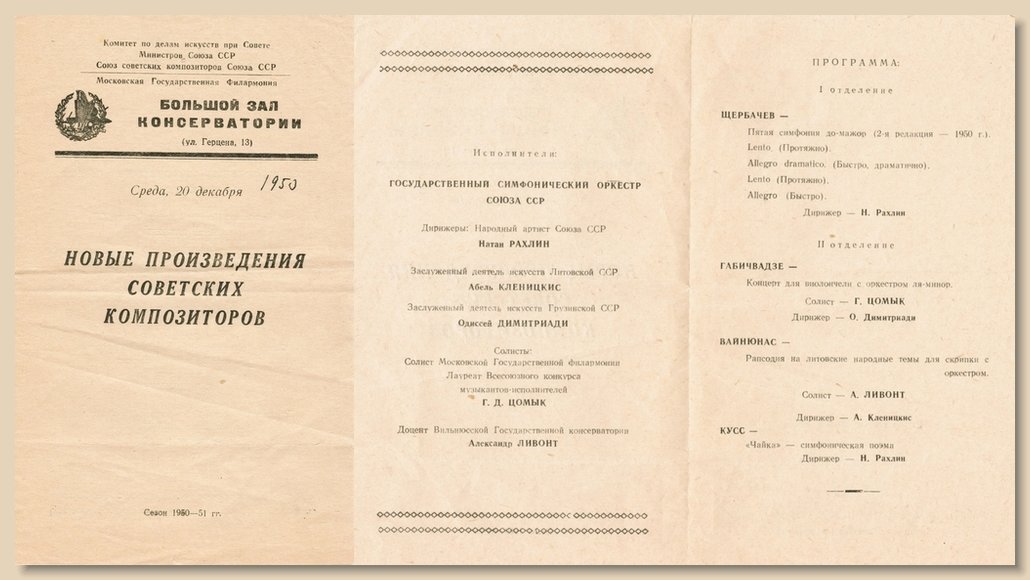 Комитет по делам искусств при Совете
Министров Союза ССР
Союз советских композиторов Союза ССР
Московская Государственная Филармония
БОЛЬШОЙ ЗАЛ
КОНСЕРВАТОРИИ
(ул. Герцена, 13)
Среда, 20 декабря 1950
НОВЫЕ ПРОИЗВЕДЕНИЯ
СОВЕТСКИХ
КОМПОЗИТОРОВ
Сезон 1950—51 гг.
Исполнители:
ГОСУДАРСТВЕННЫЙ СИМФОНИЧЕСКИЙ ОРКЕСТР
СОЮЗА ССР
Дирижеры: Народный артист Союза ССР
Натан РАХЛИН
Заслуженный деятель искусств Литовской ССР
Абель КЛЕНИЦКИС
Заслуженный деятель искусств Грузинской ССР
Одиссей ДИМИТРИАДИ
Солисты:
Солист Московской Государственной филармонии
Лауреат Всесоюзного конкурса
музыкантов-исполнителей
Г. Д. ЦОМЫК
Доцент Вильнюсской Государственной консерватории
Александр ЛИВОНТ
ПРОГРАММА:
I отделение
ЩЕРБАЧЕВ —
Пятая симфония до-мажор (2-я редакция — 1950 г.).
Lento (Протяжно).
Allegro dramatico. (Быстро, драматично).
Lento (Протяжно).
Allegro (Быстро).
Дирижер — Н. Рахлин
II отделение
ГАБИЧВАДЗЕ —
Концерт для виолончели с оркестром ля-минор.
Солист — Г. ЦОМЫК
Дирижер — О. Димитриади
ВАЙНЮНАС —
Рапсодия на литовские народные темы для скрипки с
оркестром.
Солист — А. ЛИВОНТ
Дирижер — А. Кленицкис
КУСС —
«Чайка» — симфоническая поэма
Дирижер — Н. Рахлин